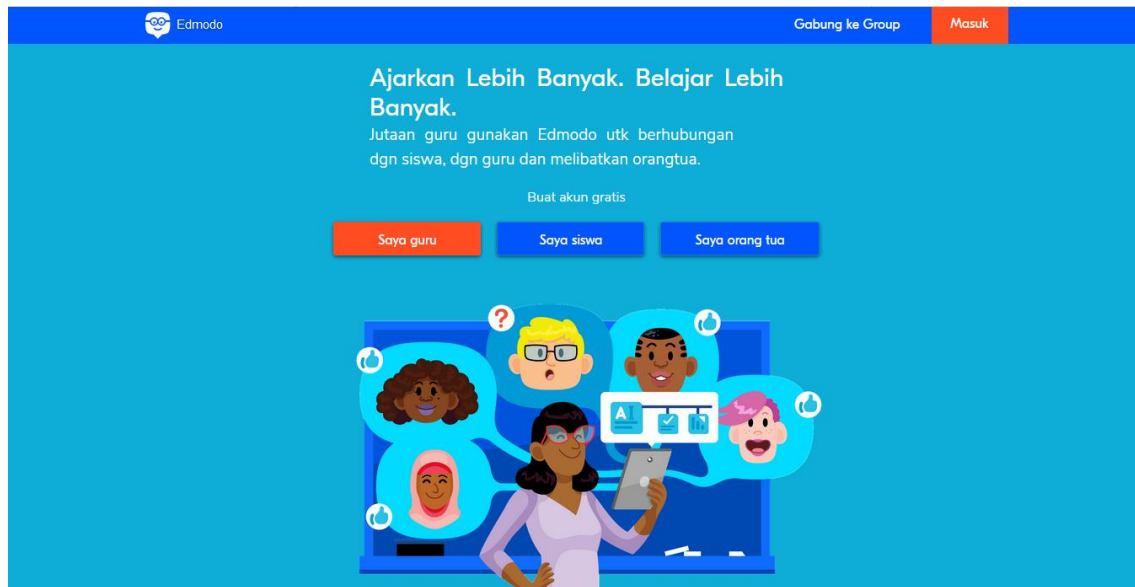 Edmodo
Gabung ke Group
Masuk
Ajarkan Lebih Banyak. Belajar Lebih
Banyak.
Jutaan guru gunakan Edmodo utk berhubungan
dgn siswa, dgn guru dan melibatkan orangtua.
Buat akun gratis
Saya guru
Saya siswa
Saya orang tua
?
A